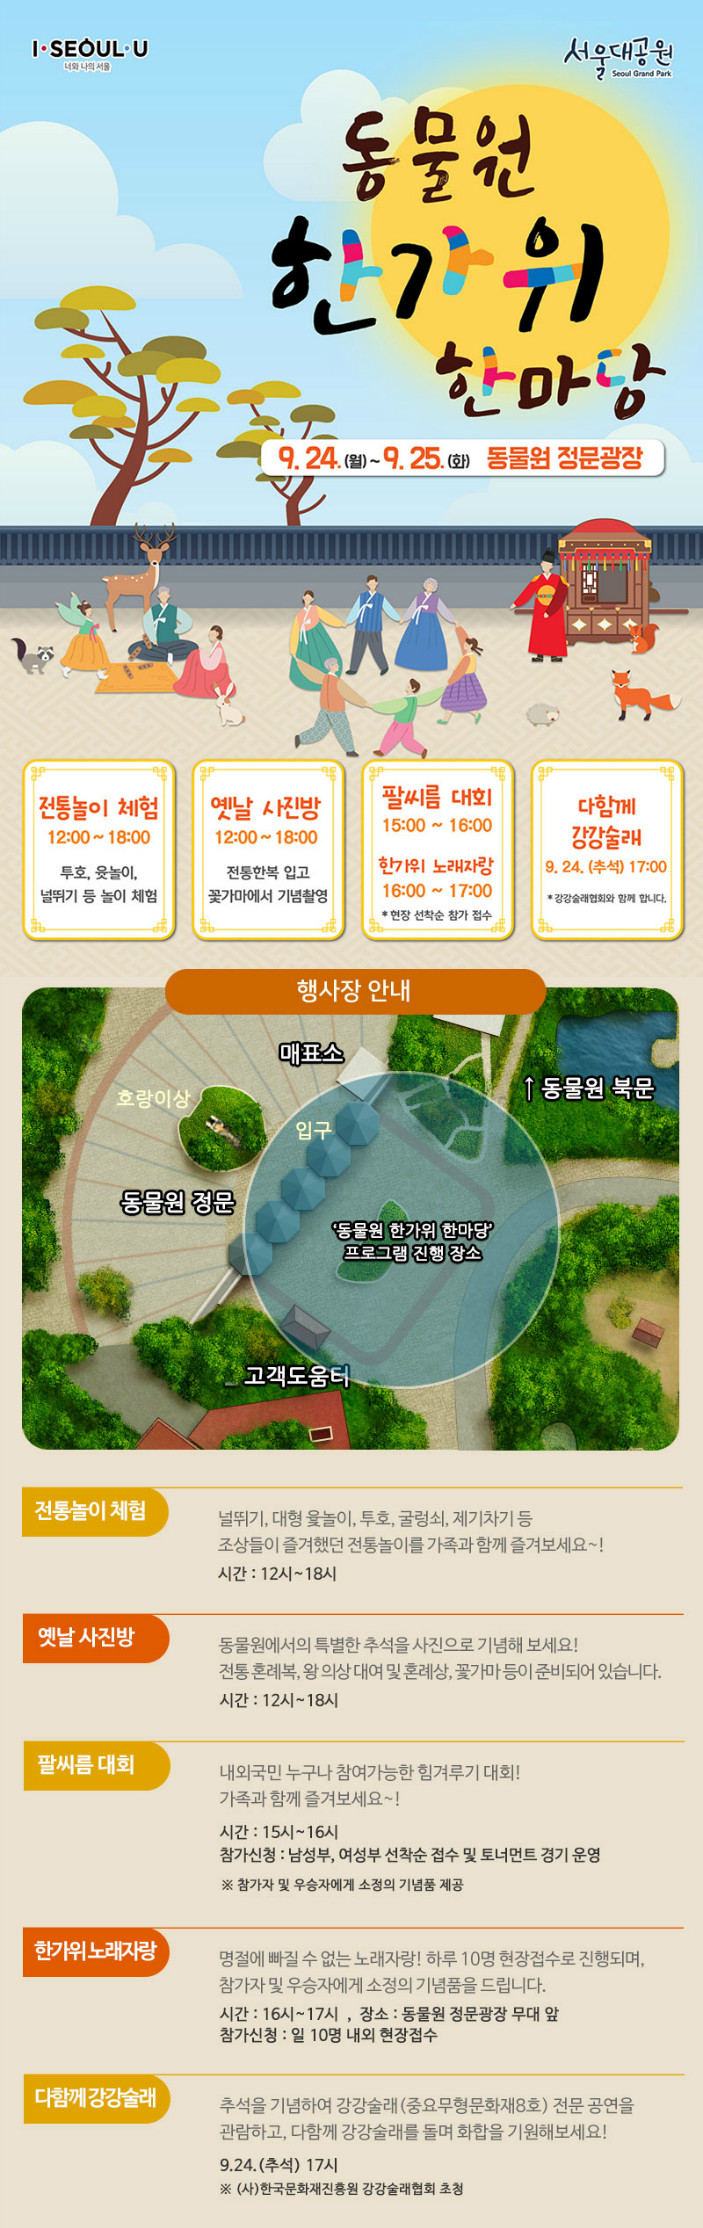 I·SEOUL·U
너와 나의 서울
서울대공원
Seoul Grand Park
동물원
한가위
한마당
9. 24.(월)~9. 25.(화) 동물원 정문광장
전통놀이 체험
12:00 ~ 18:00
투호, 윷놀이,
널뛰기 등 놀이 체험
옛날 사진방
12:00 ~ 18:00
전통한복 입고
꽃가마에서 기념촬영
팔씨름 대회
15:00 ~ 16:00
한가위 노래자랑
16:00 ~ 17:00
* 현장 선착순 참가 접수
다함께
강강술래
9. 24. (추석) 17:00
* 강강술래협회와 함께 합니다.
행사장 안내
매표소
호랑이상
입구
↑ 동물원 북문
동물원 정문
'동물원 한가위 한마당'
프로그램 진행 장소
고객도움터
전통놀이 체험
널뛰기, 대형 윷놀이, 투호, 굴렁쇠, 제기차기 등
조상들이 즐겨했던 전통놀이를 가족과 함께 즐겨보세요~!
시간 : 12시~18시
옛날 사진방
동물원에서의 특별한 추석을 사진으로 기념해 보세요!
전통 혼례복, 왕 의상 대여 및 혼례상, 꽃가마 등이 준비되어 있습니다.
시간 : 12시~18시
팔씨름 대회
내외국민 누구나 참여가능한 힘겨루기 대회!
가족과 함께 즐겨보세요~!
시간 : 15시~16시
참가신청 : 남성부, 여성부 선착순 접수 및 토너먼트 경기 운영
※ 참가자 및 우승자에게 소정의 기념품 제공
한가위 노래자랑
명절에 빠질 수 없는 노래자랑! 하루 10명 현장접수로 진행되며,
참가자 및 우승자에게 소정의 기념품을 드립니다.
시간 : 16시~17시 , 장소 : 동물원 정문광장 무대 앞
참가신청 : 일 10명 내외 현장접수
다함께 강강술래
추석을 기념하여 강강술래(중요무형문화재8호) 전문 공연을
관람하고, 다함께 강강술래를 돌며 화합을 기원해보세요!
9.24.(추석) 17시
※ (사)한국문화재진흥원 강강술래협회 초청